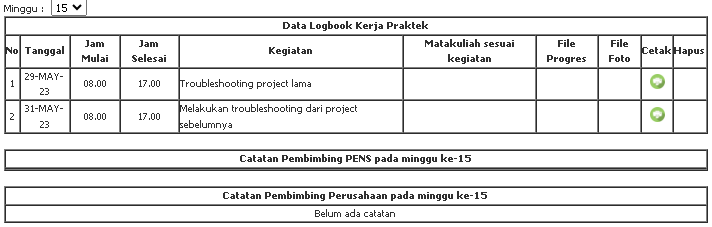 Minggu : 15
Data Logbook Kerja Praktek
No Tanggal Jam Mulai Jam Selesai Kegiatan Matakuliah sesuai kegiatan File Progres File Foto Cetak Hapus
1 29-MAY-23 08.00 17.00 Troubleshooting project lama
2 31-MAY-23 08.00 17.00 Melakukan troubleshooting dari project sebelumnya
Catatan Pembimbing PENS pada minggu ke-15
Catatan Pembimbing Perusahaan pada minggu ke-15
Belum ada catatan